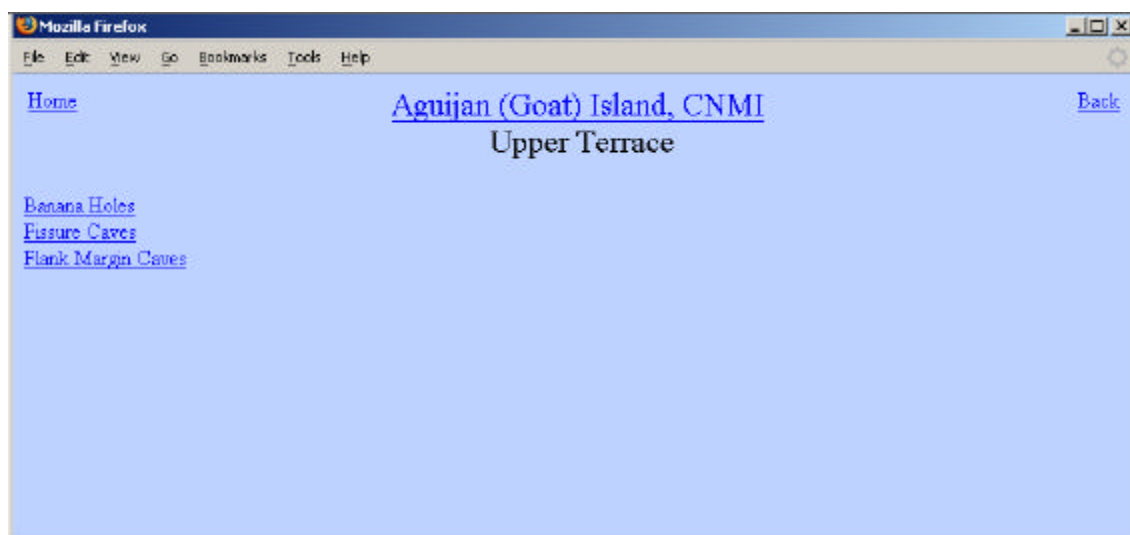 Mozilla Firefox
File Edit View Go Bookmarks Tools Help
Home Aguijan (Goat) Island, CNMI Back
Upper Terrace
Banana Holes
Fissure Caves
Flank Margin Caves